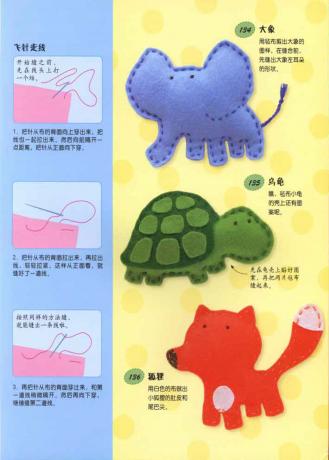 飞针走线
开始缝之前，
先在线头上打
一个结。
1．把针从布的背面向上穿出来，把
线也一起拉出来，然后向前隔开一
点距离，把针从正面向下穿。
2．把针从布的背面拉出来，再拉出
线，轻轻拉紧，这样从正面看，就
缝好了一道线。
按照同样的方法缝，
就能缝出一条线啦。
3．再把针从布的背面穿出来，和第
一道线稍微隔开，然后再向下穿，
继续缝第二道线。
134 大象
用毡布剪出大象的
图样，在缝合前，
先缝出大象左耳朵
的形状。
135 乌龟
瞧，毡布小龟
的壳上还有图
案呢。
先在龟壳上贴好图
案，再把两片毡布
缝起来。
136 狐狸
用白色的布做出
小狐狸的肚皮和
尾巴尖。